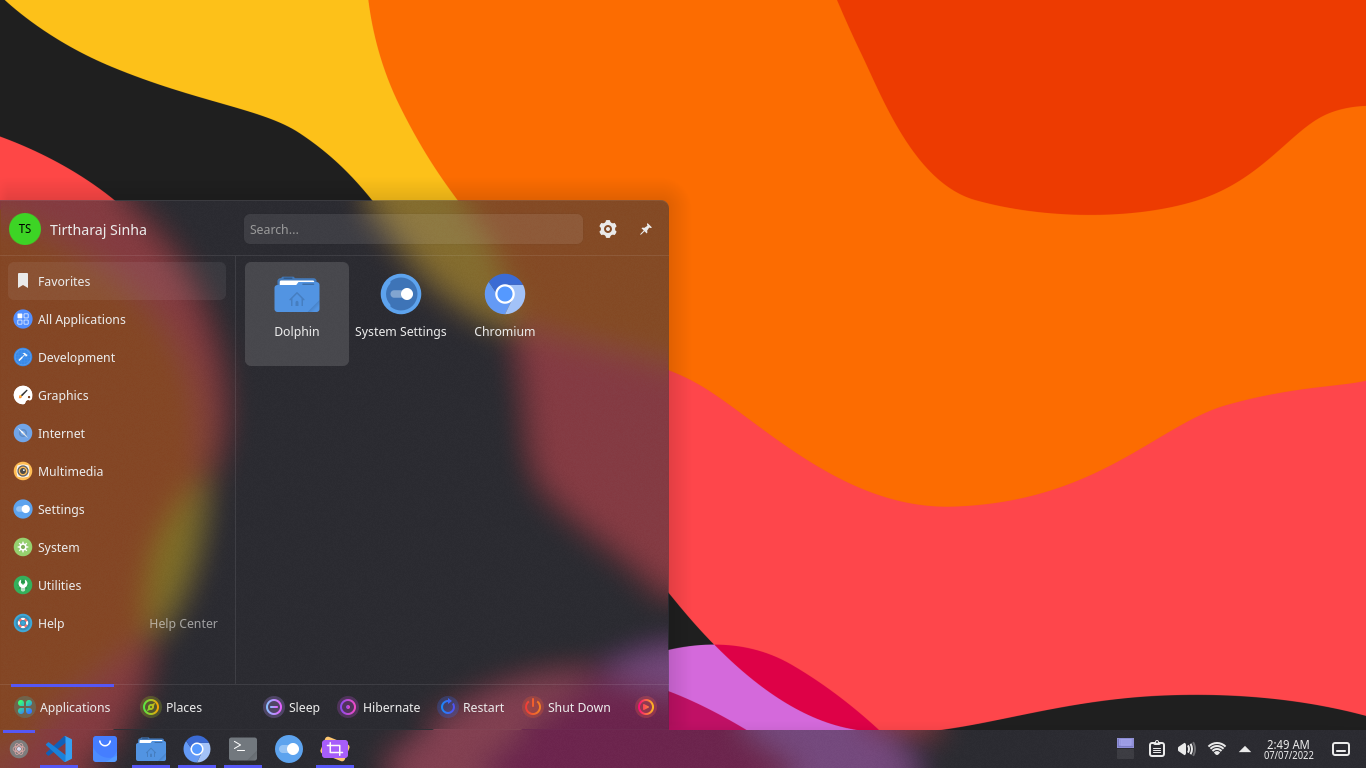 TS
Tirtharaj Sinha
Search...
Favorites
All Applications
Development
Graphics
Internet
Multimedia
Settings
System
Utilities
Help
Help Center
Dolphin
System Settings
Chromium
Applications
Places
Sleep
Hibernate
Restart
Shut Down
2:49 AM
07/07/2022